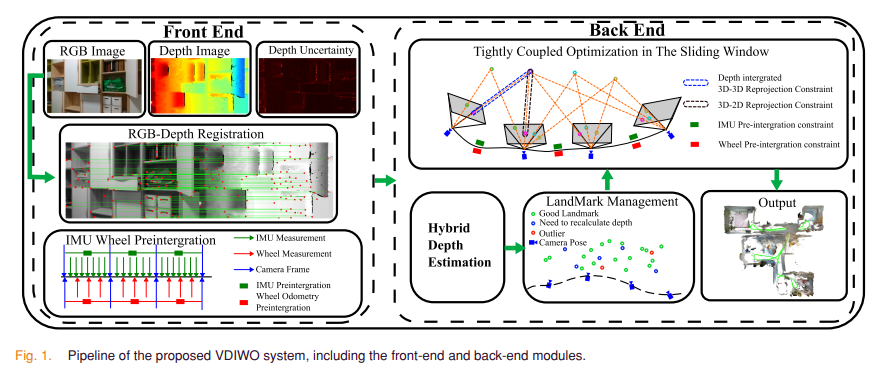 Front End
RGB Image
Depth Image
Depth Uncertainty
RGB-Depth Registration
IMU Wheel Preintergration
IMU Measurement
Wheel Measurement
Camera Frame
IMU Preintergration
Wheel Odometry
Preintergration
Back End
Tightly Coupled Optimization in The Sliding Window
Depth intergrated
3D-3D Reprojection Constraint
3D-2D Reprojection Constraint
IMU Pre-intergration constraint
Wheel Pre-intergration constraint
Hybrid
Depth
Estimation
LandMark Management
Good Landmark
Need to recalculate depth
Outlier
Camera Pose
Output
Fig. 1. Pipeline of the proposed VDIWO system, including the front-end and back-end modules.